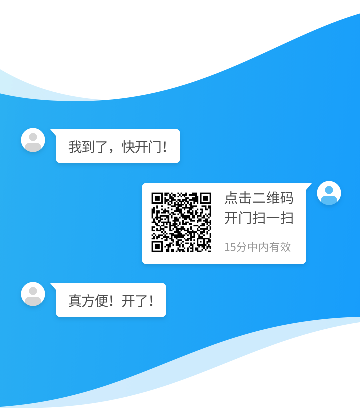 我到了，快开门！
点击二维码
开门扫一扫
15分中内有效
真方便！开了！